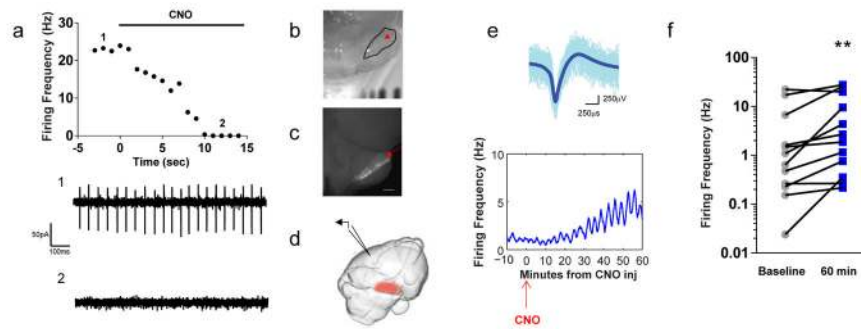 a
CNO
Firing Frequency (Hz)
30
20
10
0
1
2
-5 0 5 10 15
Time (sec)
1
50pA
100ms
2
b
c
d
e
250μV
250μs
Firing Frequency (Hz)
10
5
0
-10 0 10 20 30 40 50 60
Minutes from CNO inj
CNO
f
**
Firing Frequency (Hz)
100
10
1
0.1
0.01
Baseline 60 min